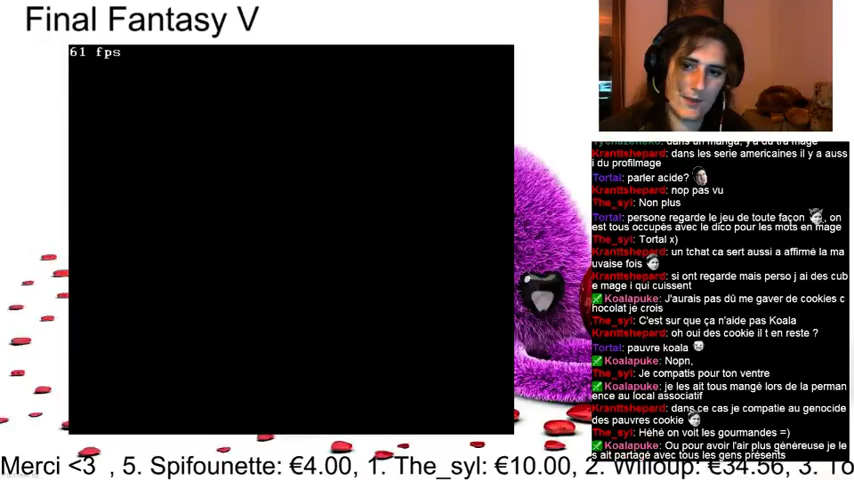 Final Fantasy V
61 fps
Krantshepard: dans les serie americaines il y a auss
i du profilmage
Tortal: parler acide?
Krantshepard: nop pas vu
The_syl: Non plus
Tortal: persone regarde le jeu de toute façon , on
est tous occupés avec le dico pour les mots en mage
The_syl: Tortal x)
Krantshepard: un tchat ca sert aussi a affirmé la ma
uvaise fois
Krantshepard: si ont regarde mais perso j ai des cub
e mage i qui cuissent
Koalapuke: J'aurais pas dû me gaver de cookies c
hocolat je crois
The_syl: C'est sur que ça n'aide pas Koala
Krantshepard: oh oui des cookie il t en reste ?
Tortal: pauvre koala
Koalapuke: Nopn,
The_syl: Je compatis pour ton ventre
Koalapuke: je les ait tous mangé lors de la perman
ence au local associatif
Krantshepard: dans ce cas je compatie au genocide
des pauvres cookie
The_syl: Héhé on voit les gourmandes =)
Koalapuke: Ou pour avoir l'air plus généreuse je le
s ait partagé avec tous les gens présents
Merci <3 , 5. Spifounette: €4.00, 1. The_syl: €10.00, 2. Willoup: €34.56, 3. To